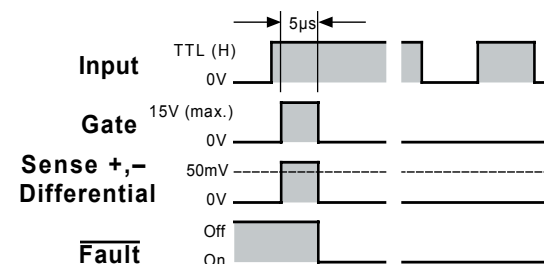 5µs
Input
TTL (H)
0V
Gate
15V (max.)
0V
Sense +,–
Differential
50mV
0V
Fault
Off
On